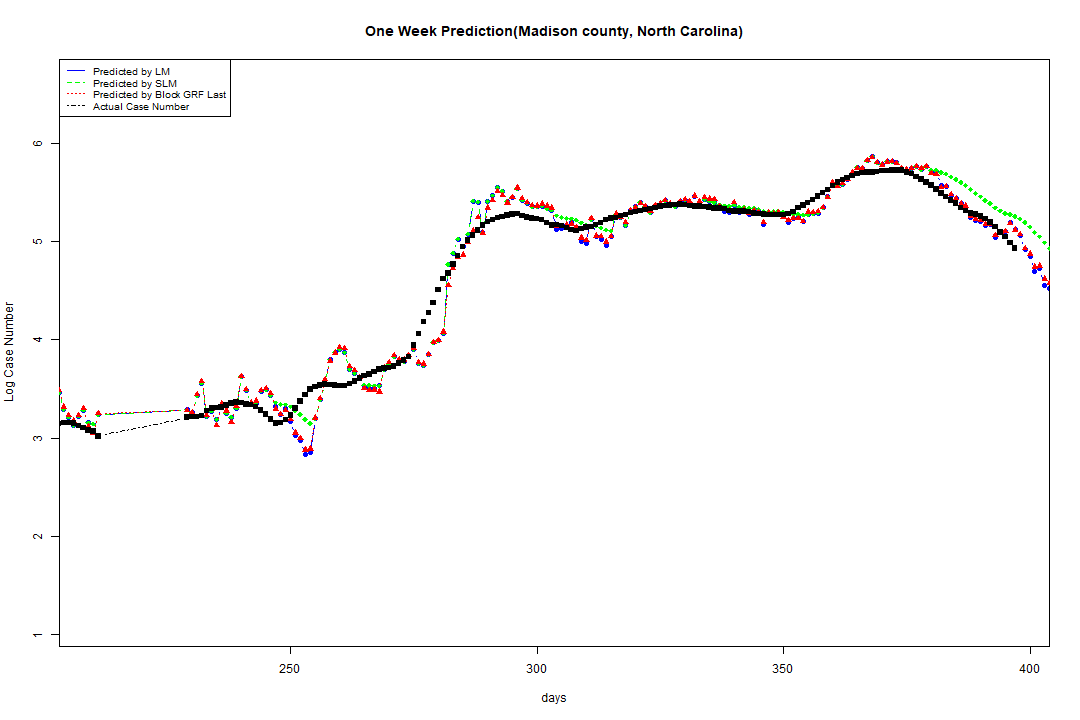 One Week Prediction(Madison county, North Carolina)
Predicted by LM
Predicted by SLM
Predicted by Block GRF Last
Actual Case Number
6
5
4
3
2
1
Log Case Number
250
300
350
400
days